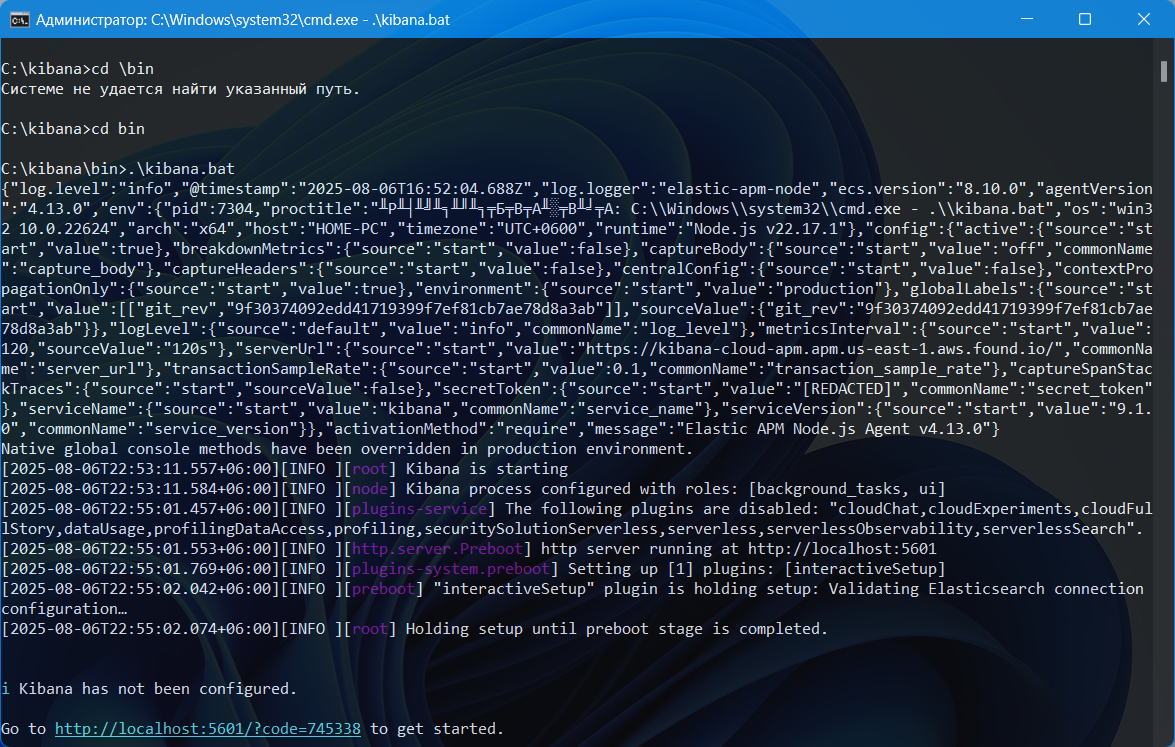 Администратор: C:\Windows\system32\cmd.exe - .\kibana.bat
C:\kibana>cd \bin
Системе не удается найти указанный путь.
C:\kibana>cd bin
C:\kibana\bin>.\kibana.bat
{"log.level":"info","@timestamp":"2025-08-06T16:52:04.688Z","log.logger":"elastic-apm-node","ecs.version":"8.10.0","agentVersion
":"4.13.0","env":{"pid":7304,"proctitle":" C:\\Windows\\system32\\cmd.exe - .\\kibana.bat","os":"win3
2 10.0.22624","arch":"x64","host":"HOME-PC","timezone":"UTC+0600","runtime":"Node.js v22.17.1"},"config":{"active":{"source":"st
art","value":true},"breakdownMetrics":{"source":"start","value":false},"captureBody":{"source":"start","value":"off","commonName
":"capture_body"},"captureHeaders":{"source":"start","value":false},"centralConfig":{"source":"start","value":false},"contextPro
pagationOnly":{"source":"start","value":true},"environment":{"source":"start","value":"production"},"globalLabels":{"source":"st
art","value":[["git_rev","9f30374092edd41719399f7ef81cb7ae78d8a3ab"]],"sourceValue":{"git_rev":"9f30374092edd41719399f7ef81cb7ae
78d8a3ab"}},"logLevel":{"source":"default","value":"info","commonName":"log_level"},"metricsInterval":{"source":"start","value":
120,"sourceValue":"120s"},"serverUrl":{"source":"start","value":"https://kibana-cloud-apm.apm.us-east-1.aws.found.io/","commonNa
me":"server_url"},"transactionSampleRate":{"source":"start","value":0.1,"commonName":"transaction_sample_rate"},"captureSpanStac
kTraces":{"source":"start","sourceValue":false},"secretToken":{"source":"start","value":"[REDACTED]","commonName":"secret_token"
},"serviceName":{"source":"start","value":"kibana","commonName":"service_name"},"serviceVersion":{"source":"start","value":"9.1.
0","commonName":"service_version"}},"activationMethod":"require","message":"Elastic APM Node.js Agent v4.13.0"}
Native global console methods have been overridden in production environment.
[2025-08-06T22:53:11.557+06:00][INFO ][root] Kibana is starting
[2025-08-06T22:53:11.584+06:00][INFO ][node] Kibana process configured with roles: [background_tasks, ui]
[2025-08-06T22:55:01.457+06:00][INFO ][plugins-service] The following plugins are disabled: "cloudChat,cloudExperiments,cloudFul
lStory,dataUsage,profilingDataAccess,profiling,securitySolutionServerless,serverless,serverlessObservability,serverlessSearch".
[2025-08-06T22:55:01.553+06:00][INFO ][http.server.Preboot] http server running at http://localhost:5601
[2025-08-06T22:55:01.769+06:00][INFO ][plugins-system.preboot] Setting up [1] plugins: [interactiveSetup]
[2025-08-06T22:55:02.042+06:00][INFO ][preboot] "interactiveSetup" plugin is holding setup: Validating Elasticsearch connection
configuration…
[2025-08-06T22:55:02.074+06:00][INFO ][root] Holding setup until preboot stage is completed.
i Kibana has not been configured.
Go to http://localhost:5601/?code=745338 to get started.